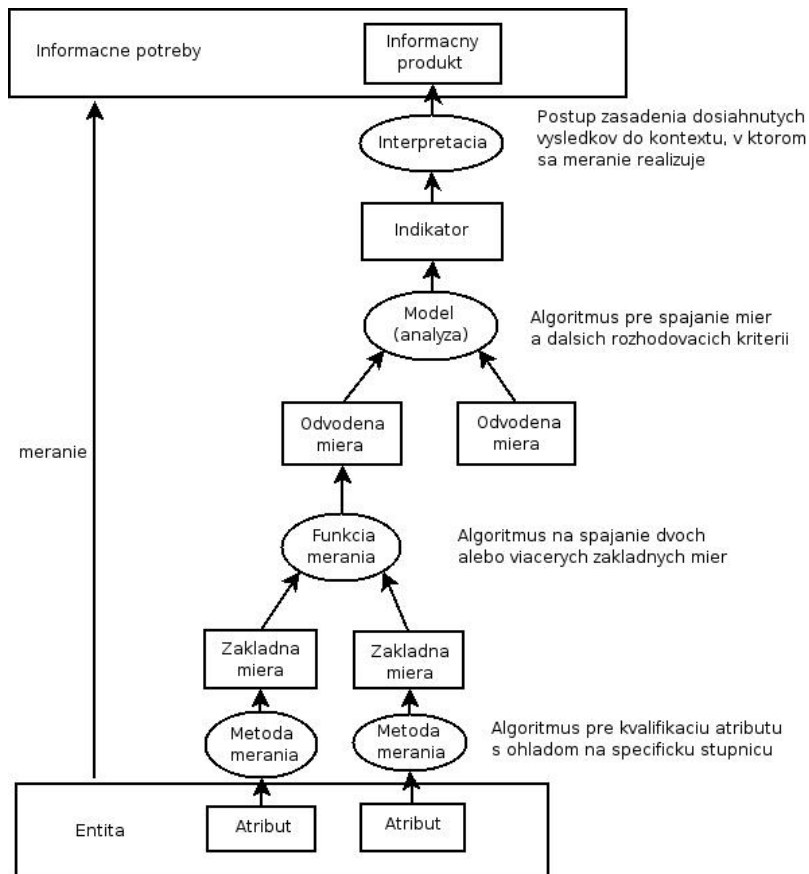 Informacne potreby
Informacny
produkt
Interpretacia
Postup zasadenia dosiahnutych
vysledkov do kontextu, v ktorom
sa meranie realizuje
Indikator
Model
(analyza)
Algoritmus pre spajanie mier
a dalsich rozhodovacich kriterii
Odvodena
miera
Odvodena
miera
meranie
Funkcia
merania
Algoritmus na spajanie dvoch
alebo viacerych zakladnych mier
Zakladna
miera
Zakladna
miera
Metoda
merania
Metoda
merania
Algoritmus pre kvalifikaciu atributu
s ohladom na specificku stupnicu
Entita
Atribut
Atribut